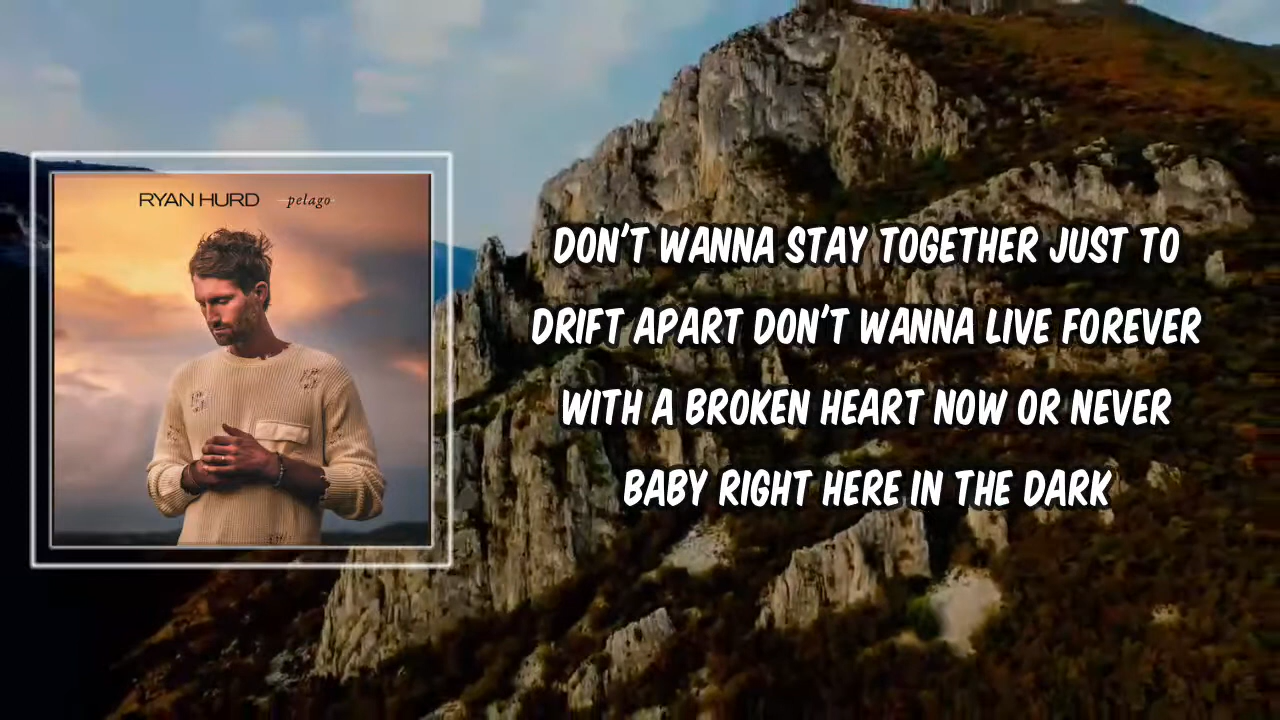 RYAN HURD pelago
DON'T WANNA STAY TOGETHER JUST TO
DRIFT APART DON'T WANNA LIVE FOREVER
WITH A BROKEN HEART NOW OR NEVER
BABY RIGHT HERE IN THE DARK